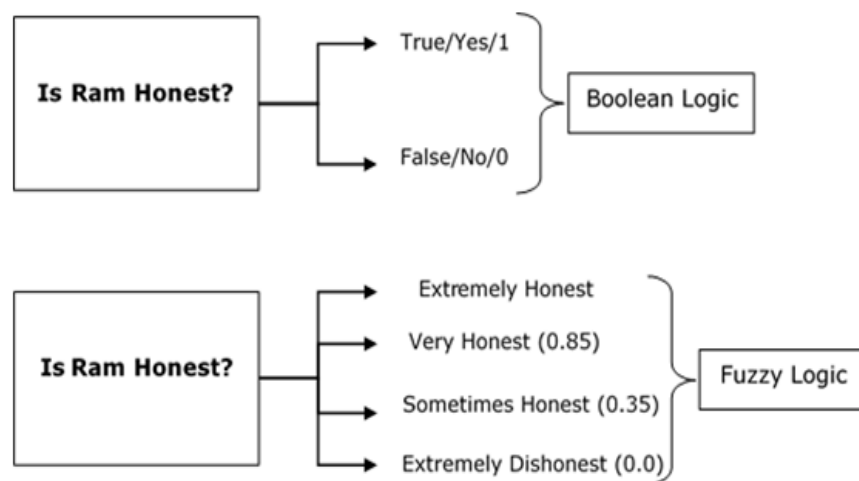 Is Ram Honest?
True/Yes/1
False/No/0
Boolean Logic
Is Ram Honest?
Extremely Honest
Very Honest (0.85)
Sometimes Honest (0.35)
Extremely Dishonest (0.0)
Fuzzy Logic